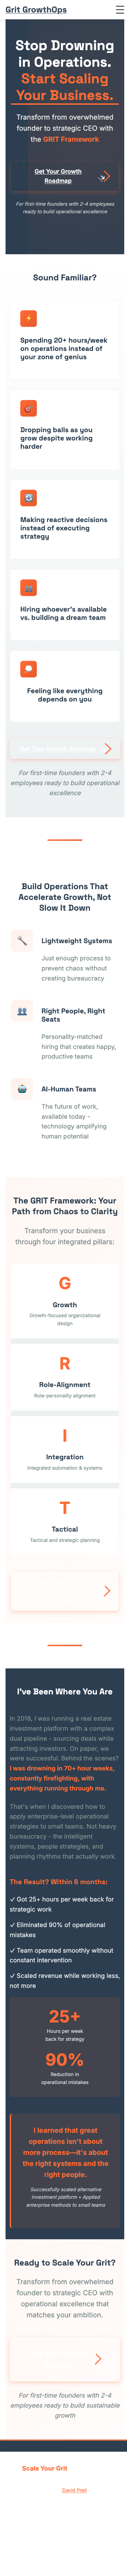 Grit GrowthOps
Stop Drowning
in Operations.
Start Scaling
Your Business.
Transform from overwhelmed
founder to strategic CEO with
the GRIT Framework
Get Your Growth
Roadmap
For first-time founders with 2-4 employees
ready to build operational excellence
Sound Familiar?
Spending 20+ hours/week
on operations instead of
your zone of genius
Dropping balls as you
grow despite working
harder
Making reactive decisions
instead of executing
strategy
Hiring whoever's available
vs. building a dream team
Feeling like everything
depends on you
Get Your Growth Roadmap
For first-time founders with 2-4
employees ready to build operational
excellence
Build Operations That
Accelerate Growth, Not
Slow It Down
Lightweight Systems
Just enough process to
prevent chaos without
creating bureaucracy
Right People, Right
Seats
Personality-matched
hiring that creates happy,
productive teams
AI-Human Teams
The future of work,
available today -
technology amplifying
human potential
The GRIT Framework: Your
Path from Chaos to Clarity
Transform your business
through four integrated pillars:
G
Growth
Growth-focused organizational
design
R
Role-Alignment
Role-personality alignment
I
Integration
Integrated automation & systems
T
Tactical
Tactical and strategic planning
I've Been Where You Are
In 2018, I was running a real estate
investment platform with a complex
dual pipeline - sourcing deals while
attracting investors. On paper, we
were successful. Behind the scenes?
I was drowning in 70+ hour weeks,
constantly firefighting, with
everything running through me.
That's when I discovered how to
apply enterprise-level operational
strategies to small teams. Not heavy
bureaucracy - the intelligent
systems, people strategies, and
planning rhythms that actually work.
The Result? Within 6 months:
✓ Got 25+ hours per week back for
strategic work
✓ Eliminated 90% of operational
mistakes
✓ Team operated smoothly without
constant intervention
✓ Scaled revenue while working less,
not more
25+
Hours per week
back for strategy
90%
Reduction in
operational mistakes
I learned that great
operations isn't about
more process—it's about
the right systems and the
right people.
Successfully scaled alternative
investment platform • Applied
enterprise methods to small teams
Ready to Scale Your Grit?
Transform from overwhelmed
founder to strategic CEO with
operational excellence that
matches your ambition.
For first-time founders with 2-4
employees ready to build sustainable
growth
Scale Your Grit
David Prell